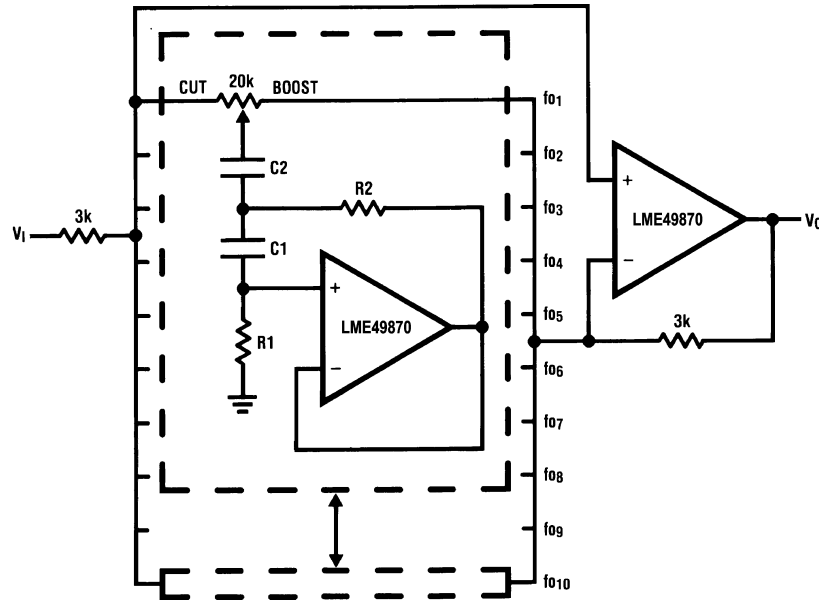 CUT 20k BOOST
fo1
C2
fo2
R2
fo3
+
LME49870
3k
VI
VO
C1
fo4
−
+
LME49870
fo5
R1
3k
−
fo6
fo7
fo8
fo9
fo10